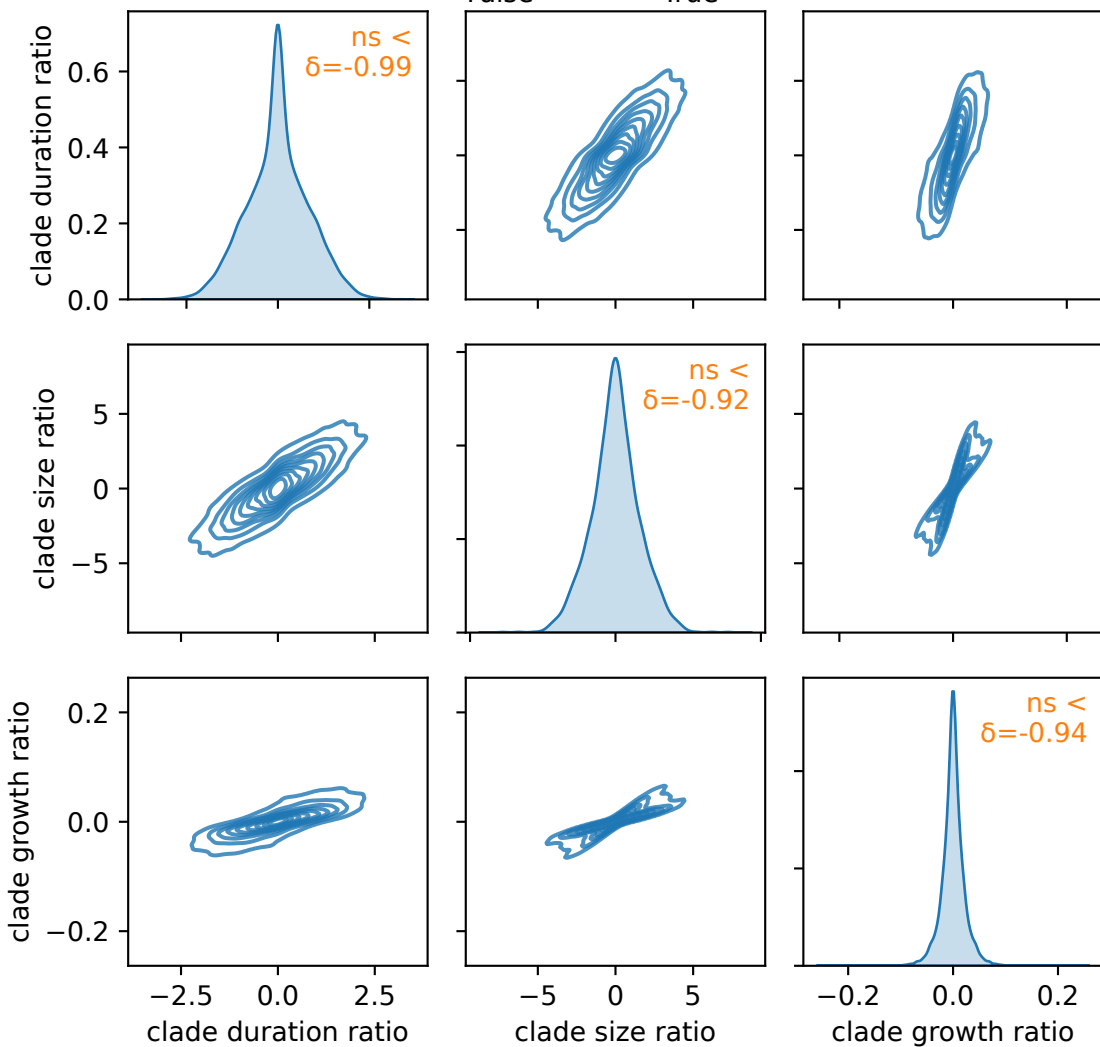 True
clade duration ratio
0.6
0.4
0.2
0.0
ns <
δ=-0.99
clade size ratio
5
0
−5
ns <
δ=-0.92
clade growth ratio
0.2
0.0
−0.2
ns <
δ=-0.94
−2.5 0.0 2.5
−5 0 5
−0.2 0.0 0.2
clade duration ratio
clade size ratio
clade growth ratio